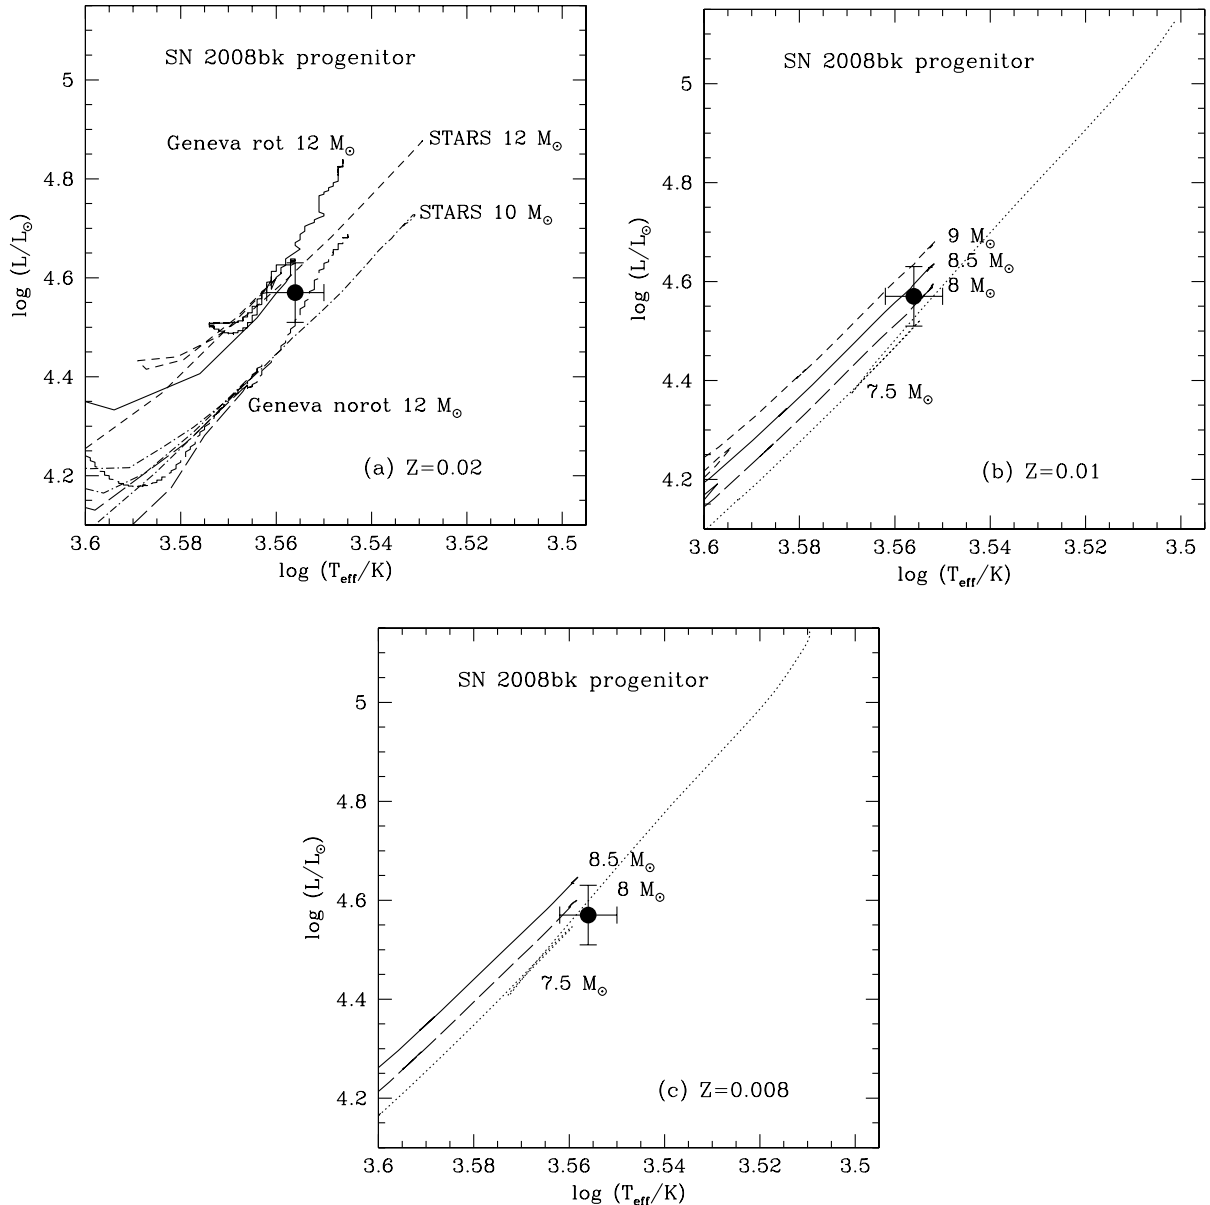 SN 2008bk progenitor
Geneva rot 12 M⊙
STARS 12 M⊙
STARS 10 M⊙
Geneva norot 12 M⊙
(a) Z=0.02
5
4.8
4.6
4.4
4.2
log (L/L⊙)
3.6 3.58 3.56 3.54 3.52 3.5
log (Teff/K)
SN 2008bk progenitor
9 M⊙
8.5 M⊙
8 M⊙
7.5 M⊙
(b) Z=0.01
5
4.8
4.6
4.4
4.2
log (L/L⊙)
3.6 3.58 3.56 3.54 3.52 3.5
log (Teff/K)
SN 2008bk progenitor
8.5 M⊙
8 M⊙
7.5 M⊙
(c) Z=0.008
5
4.8
4.6
4.4
4.2
log (L/L⊙)
3.6 3.58 3.56 3.54 3.52 3.5
log (Teff/K)